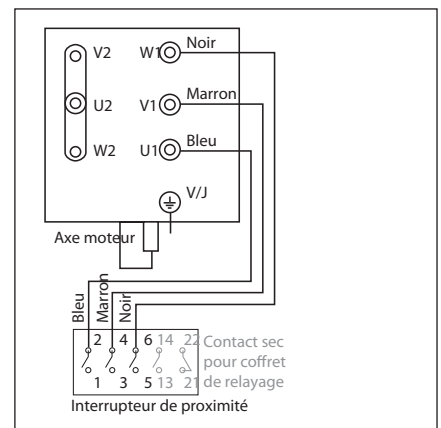 V2 W1 Noir
U2 V1 Marron
W2 U1 Bleu
V/J
Axe moteur
Bleu
Marron
Noir
2 4 6 14 22 Contact sec
pour coffret
1 3 5 13 21 de relayage
Interrupteur de proximité